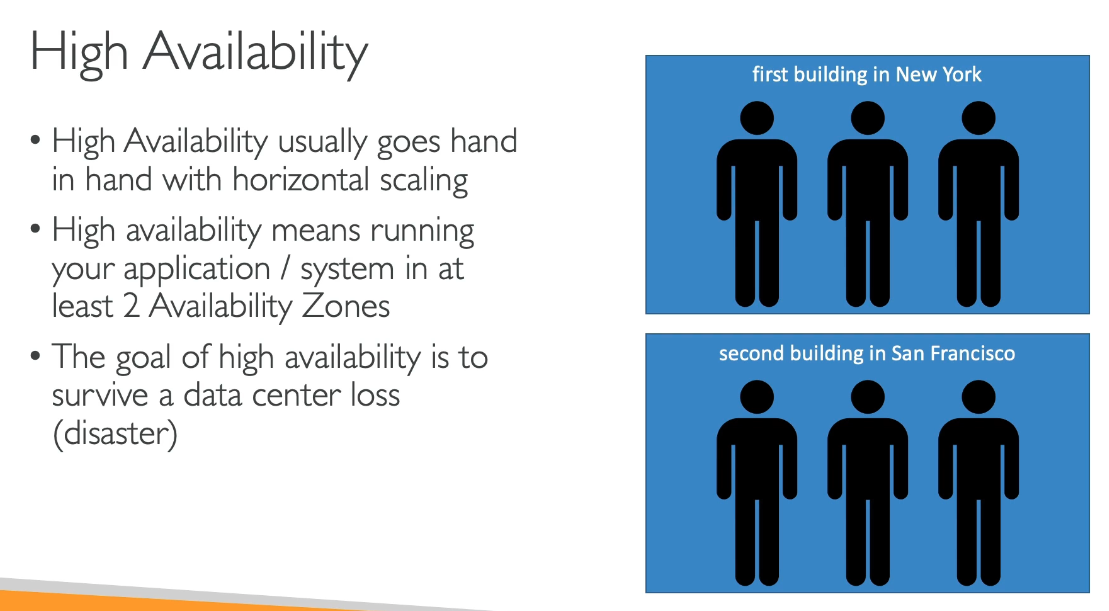 High Availability
• High Availability usually goes hand
in hand with horizontal scaling
• High availability means running
your application / system in at
least 2 Availability Zones
• The goal of high availability is to
survive a data center loss
(disaster)
first building in New York
second building in San Francisco